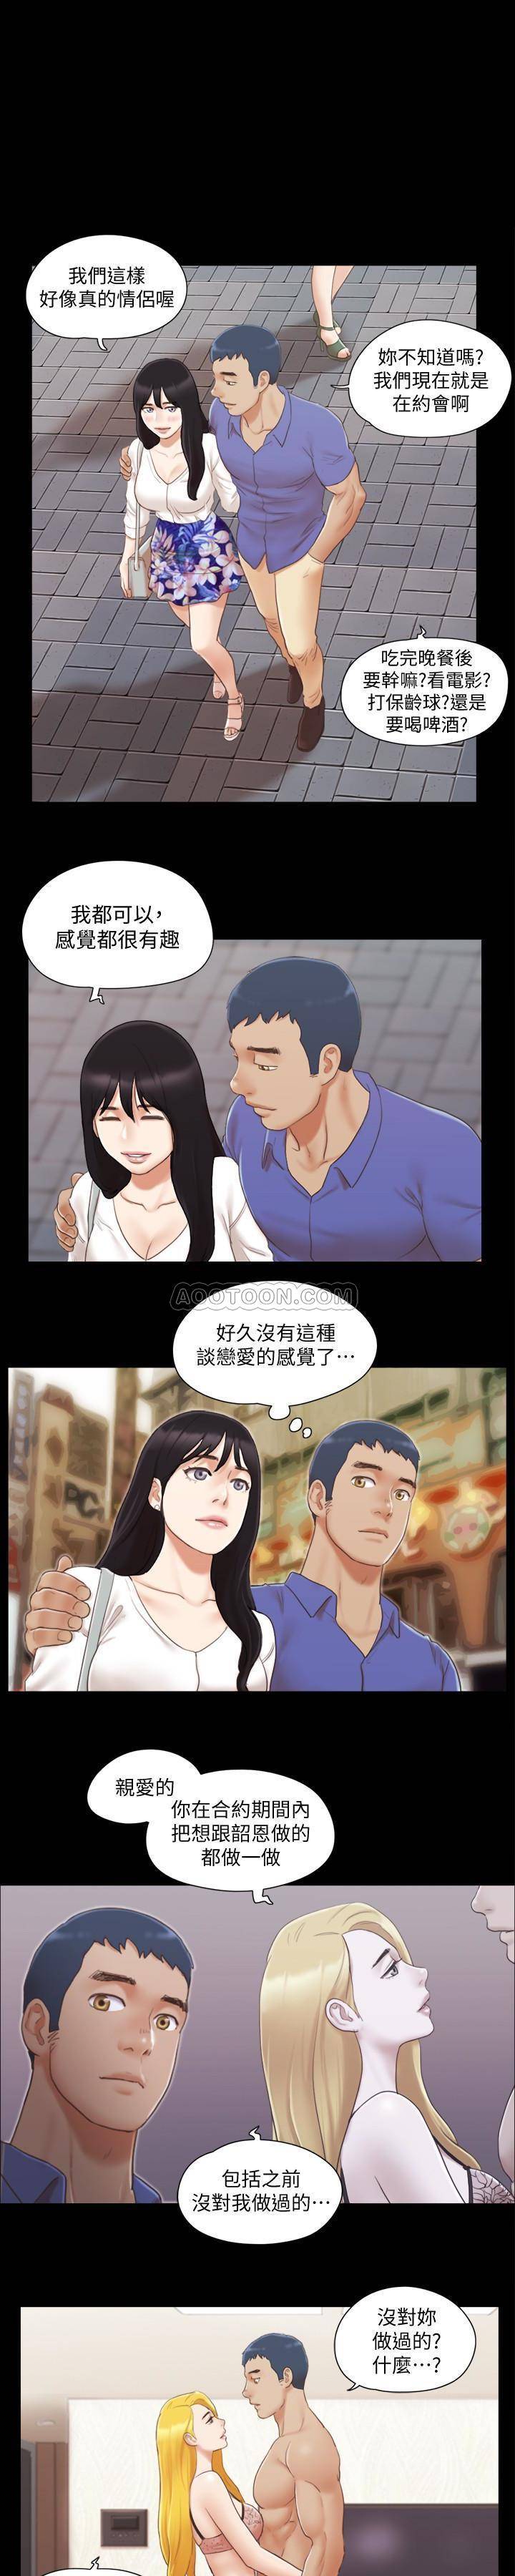 我們這樣
好像真的情侶喔
妳不知道嗎?
我們現在就是
在約會啊
吃完晚餐後
要幹嘛?看電影?
打保齡球?還是
要喝啤酒?
我都可以，
感覺都很有趣
AOOTOON.COM
好久沒有這種
談戀愛的感覺了…
親愛的
你在合約期間內
把想跟韶恩做的
都做一做
包括之前
沒對我做過的…
沒對妳
做過的?
什麼…?